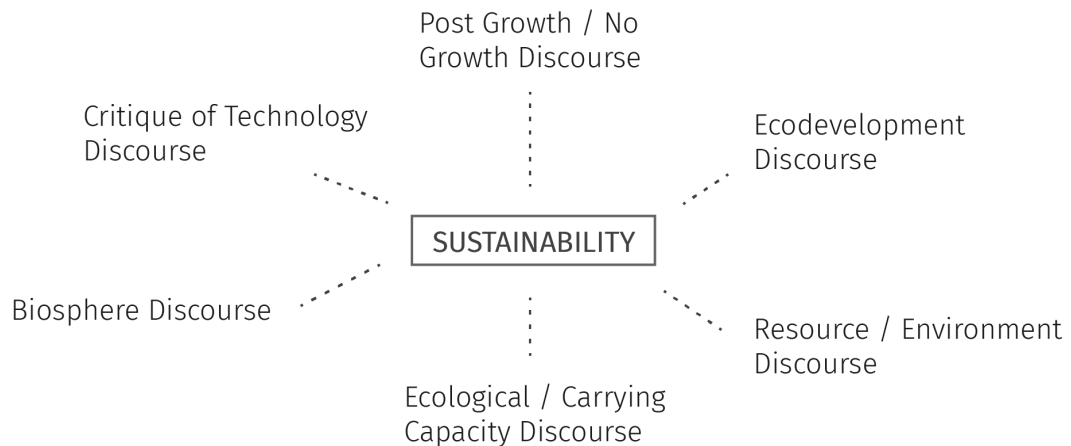 Post Growth / No
Growth Discourse
Critique of Technology
Discourse
Ecodevelopment
Discourse
SUSTAINABILITY
Biosphere Discourse
Resource / Environment
Discourse
Ecological / Carrying
Capacity Discourse